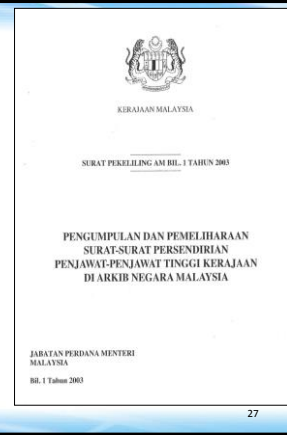 KERAJAAN MALAYSIA
SURAT PEKELILING AM BIL. 1 TAHUN 2003
PENGUMPULAN DAN PEMELIHARAAN
SURAT-SURAT PERSENDIRIAN
PENJAWAT-PENJAWAT TINGGI KERAJAAN
DI ARKIB NEGARA MALAYSIA
JABATAN PERDANA MENTERI
MALAYSIA
Bil. 1 Tahun 2003
27